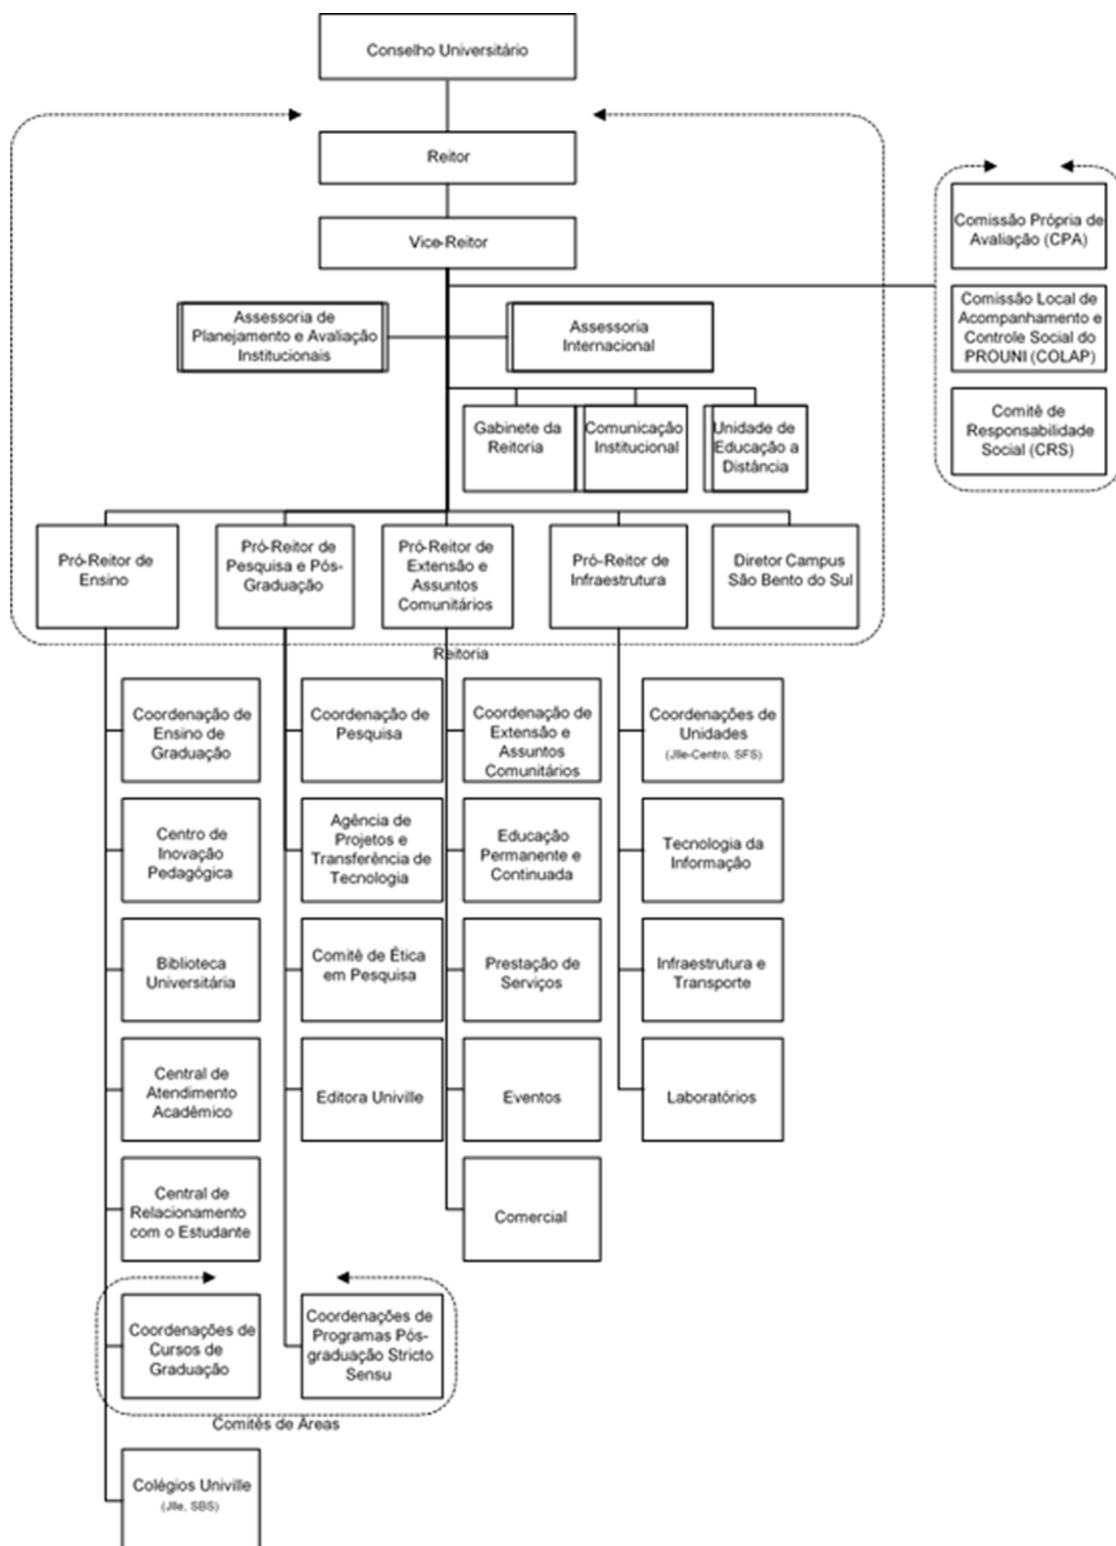 Conselho Universitário
Reitor
Vice-Reitor
Comissão Própria de
Avaliação (CPA)
Comissão Local de
Acompanhamento e
Controle Social do
PROUNI (COLAP)
Comitê de
Responsabilidade
Social (CRS)
Assessoria de
Planejamento e Avaliação
Institucionais
Assessoria
Internacional
Gabinete da
Reitoria
Comunicação
Institucional
Unidade de
Educação a
Distância
Pró-Reitor de
Ensino
Pró-Reitor de
Pesquisa e Pós-
Graduação
Pró-Reitor de
Extensão e
Assuntos
Comunitários
Pró-Reitor de
Infraestrutura
Diretor Campus
São Bento do Sul
Reitoria
Coordenação de
Ensino de
Graduação
Coordenação de
Pesquisa
Coordenação de
Extensão e
Assuntos
Comunitários
Coordenações de
Unidades
(Jlle-Centro, SFS)
Centro de
Inovação
Pedagógica
Agência de
Projetos e
Transferência de
Tecnologia
Educação
Permanente e
Continuada
Tecnologia da
Informação
Biblioteca
Universitária
Comitê de Ética
em Pesquisa
Prestação de
Serviços
Infraestrutura e
Transporte
Central de
Atendimento
Acadêmico
Editora Univille
Eventos
Laboratórios
Central de
Relacionamento
com o Estudante
Comercial
Coordenações de
Cursos de
Graduação
Coordenações de
Programas Pós-
graduação Stricto
Sensu
Comitês de Áreas
Colégios Univille
(Jlle, SBS)